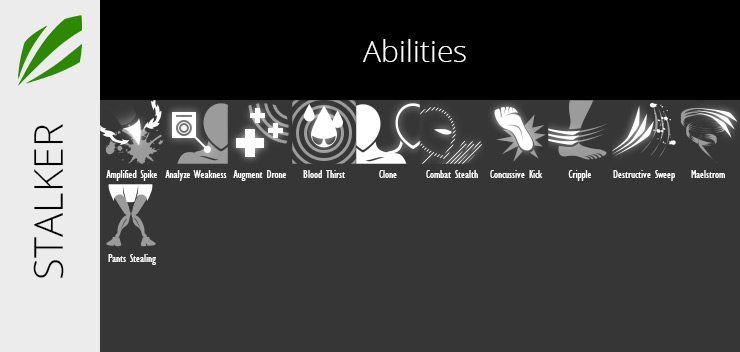 STALKER
Abilities
Amplified Spike
Analyze Weakness
Augment Drone
Blood Thirst
Clone
Combat Stealth
Concussive Kick
Cripple
Destructive Sweep
Maelstrom
Pants Stealing